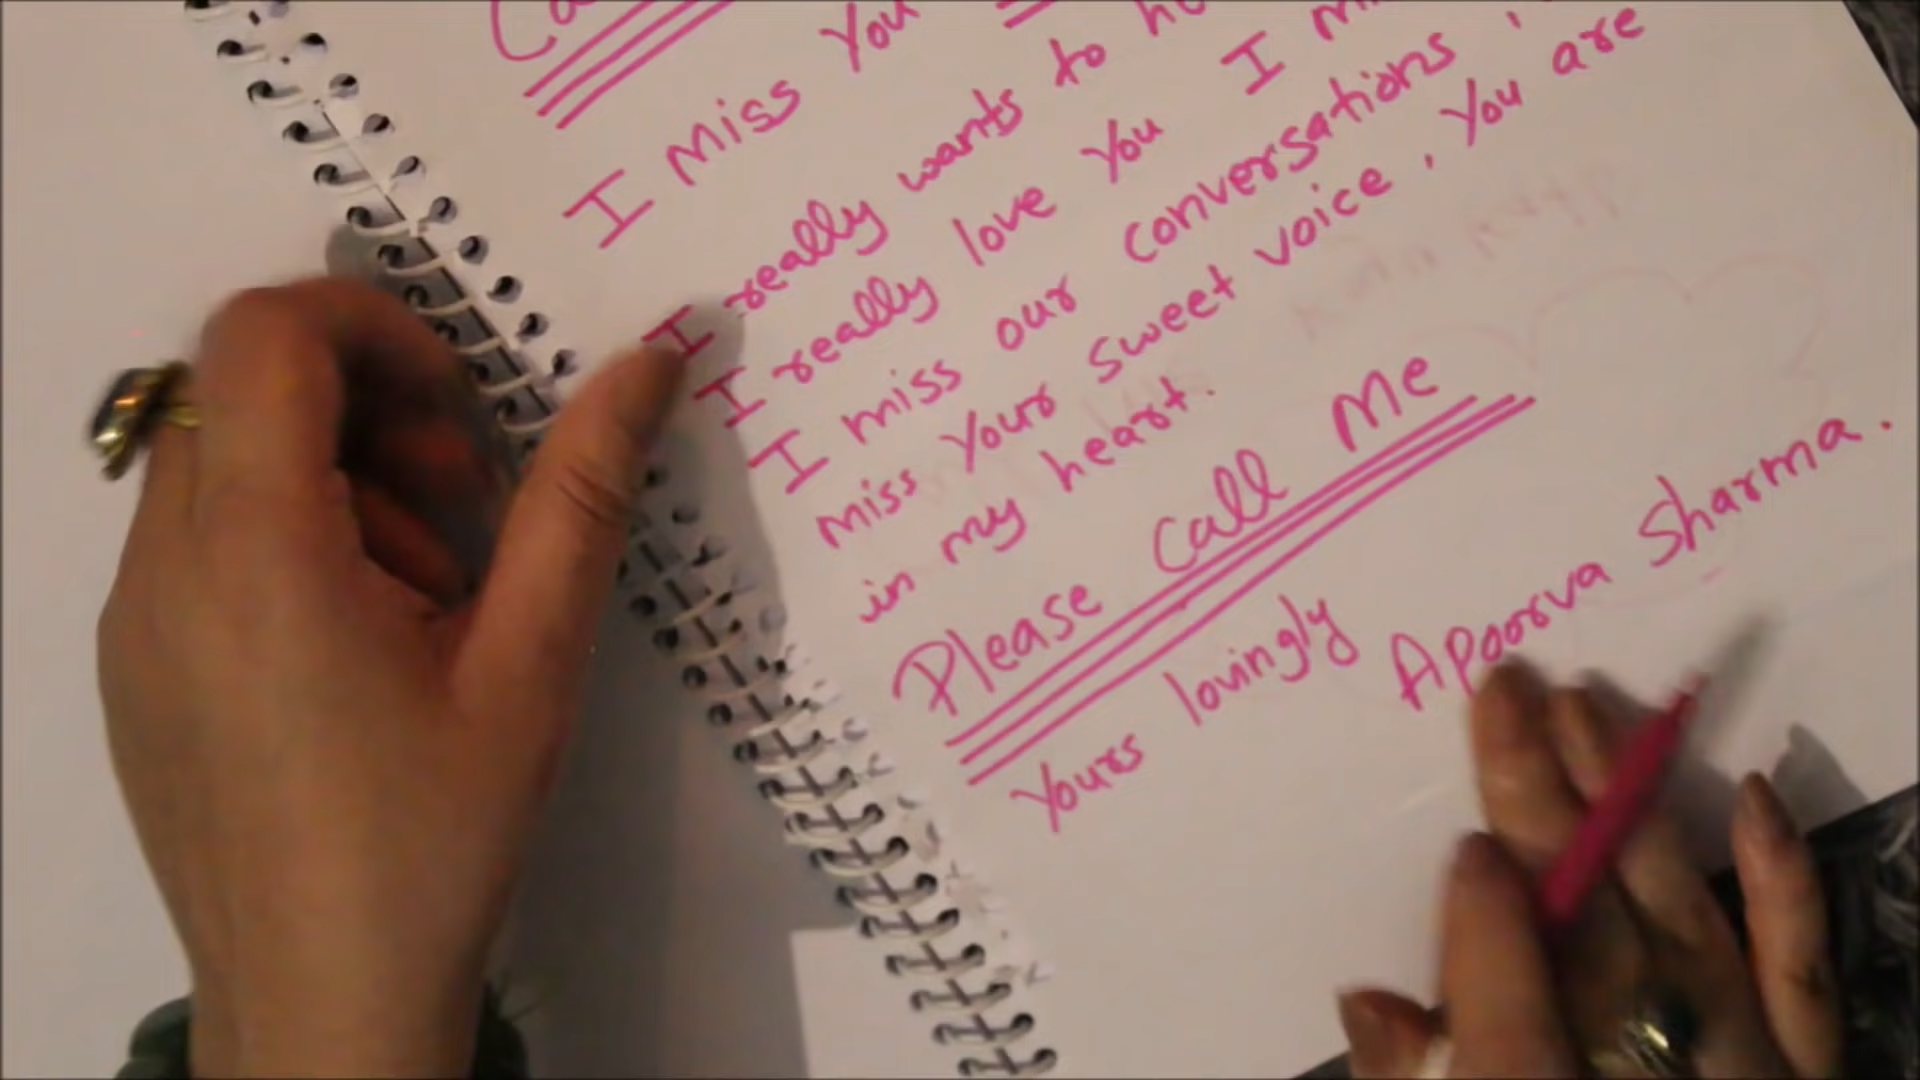 I miss You
I really wants to
I really love You I
I miss our conversations,
miss Your sweet voice, You are
in my heart.
Please Call Me
Yours lovingly
Apoorva Sharma.